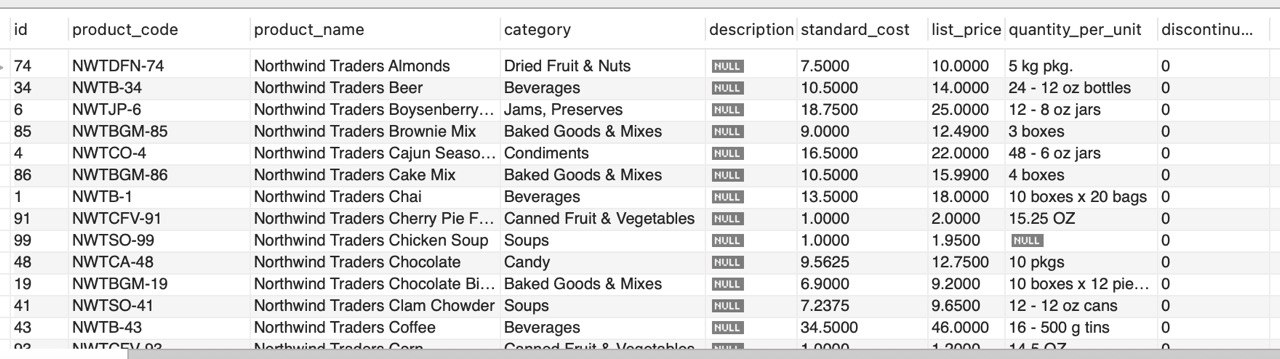 id product_code product_name category description standard_cost list_price quantity_per_unit discontinu...
74 NWTDFN-74 Northwind Traders Almonds Dried Fruit & Nuts NULL 7.5000 10.0000 5 kg pkg. 0
34 NWTB-34 Northwind Traders Beer Beverages NULL 10.5000 14.0000 24 - 12 oz bottles 0
6 NWTJP-6 Northwind Traders Boysenberry... Jams, Preserves NULL 18.7500 25.0000 12 - 8 oz jars 0
85 NWTBGM-85 Northwind Traders Brownie Mix Baked Goods & Mixes NULL 9.0000 12.4900 3 boxes 0
4 NWTCO-4 Northwind Traders Cajun Seaso... Condiments NULL 16.5000 22.0000 48 - 6 oz jars 0
86 NWTBGM-86 Northwind Traders Cake Mix Baked Goods & Mixes NULL 10.5000 15.9900 4 boxes 0
1 NWTB-1 Northwind Traders Chai Beverages NULL 13.5000 18.0000 10 boxes x 20 bags 0
91 NWTCFV-91 Northwind Traders Cherry Pie F... Canned Fruit & Vegetables NULL 1.0000 2.0000 15.25 OZ 0
99 NWTSO-99 Northwind Traders Chicken Soup Soups NULL 1.0000 1.9500 NULL 0
48 NWTCA-48 Northwind Traders Chocolate Candy NULL 9.5625 12.7500 10 pkgs 0
19 NWTBGM-19 Northwind Traders Chocolate Bi... Baked Goods & Mixes NULL 6.9000 9.2000 10 boxes x 12 pie... 0
41 NWTSO-41 Northwind Traders Clam Chowder Soups NULL 7.2375 9.6500 12 - 12 oz cans 0
43 NWTB-43 Northwind Traders Coffee Beverages NULL 34.5000 46.0000 16 - 500 g tins 0
Northwind Traders Corn Canned Fruit & Vegetables NULL 1.0000 1.2000 14.5 OZ 0